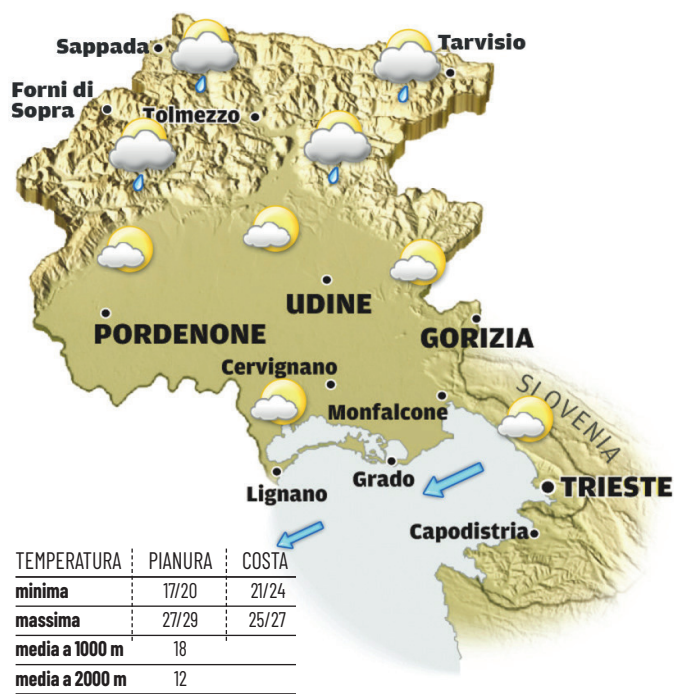 Sappada
Tarvisio
Forni di
Sopra
Tolmezzo
UDINE
PORDENONE
GORIZIA
Cervignano
SLOVENIA
Monfalcone
Grado
Lignano
TRIESTE
Capodistria
TEMPERATURA PIANURA COSTA
minima 17/20 21/24
massima 27/29 25/27
media a 1000 m 18
media a 2000 m 12